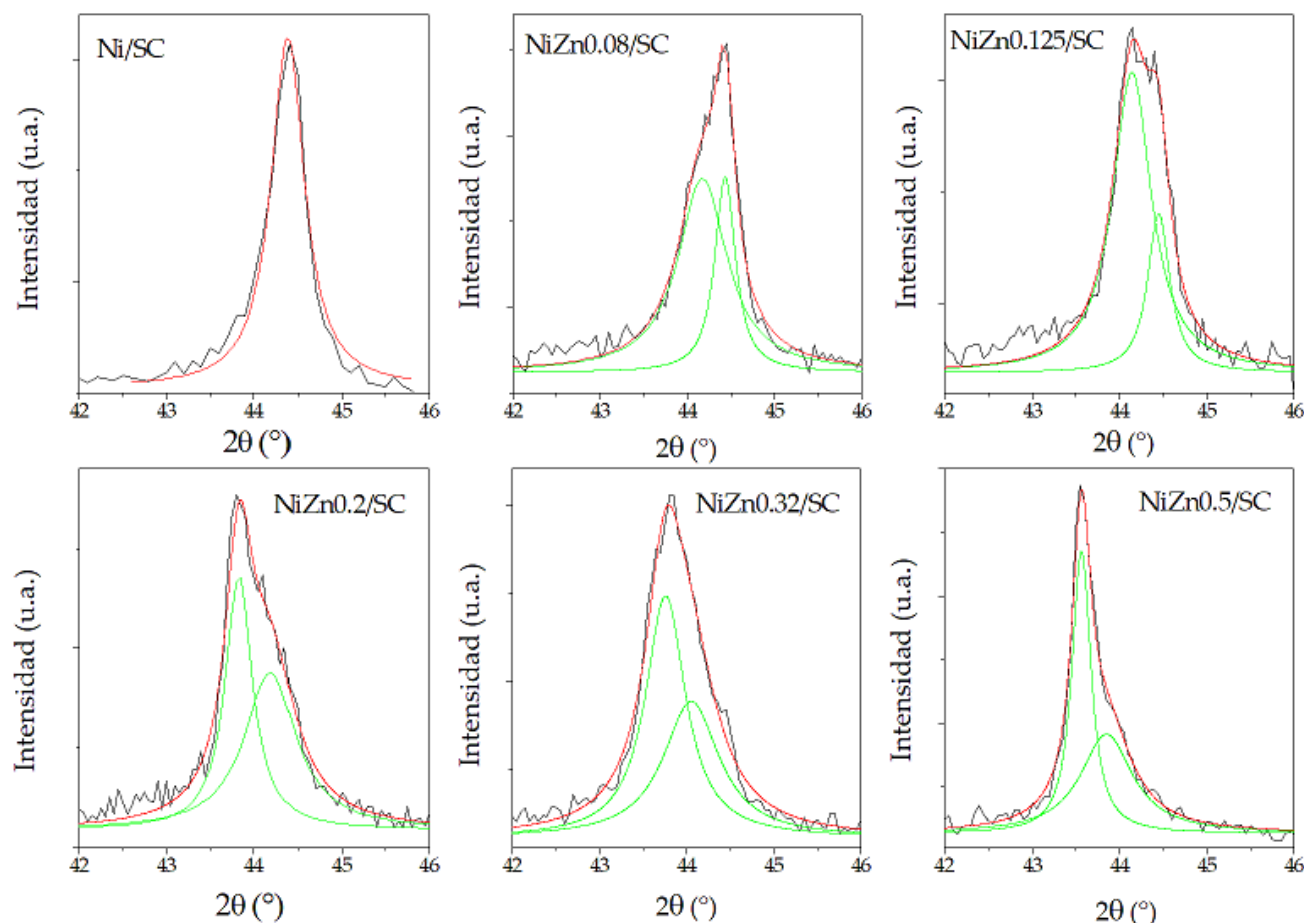 Ni/SC
Intensidad (u.a.)
42 43 44 45 46
2θ (°)
NiZn0.08/SC
Intensidad (u.a.)
42 43 44 45 46
2θ (°)
NiZn0.125/SC
Intensidad (u.a.)
42 43 44 45 46
2θ (°)
NiZn0.2/SC
Intensidad (u.a.)
42 43 44 45 46
2θ (°)
NiZn0.32/SC
Intensidad (u.a.)
42 43 44 45 46
2θ (°)
NiZn0.5/SC
Intensidad (u.a.)
42 43 44 45 46
2θ (°)